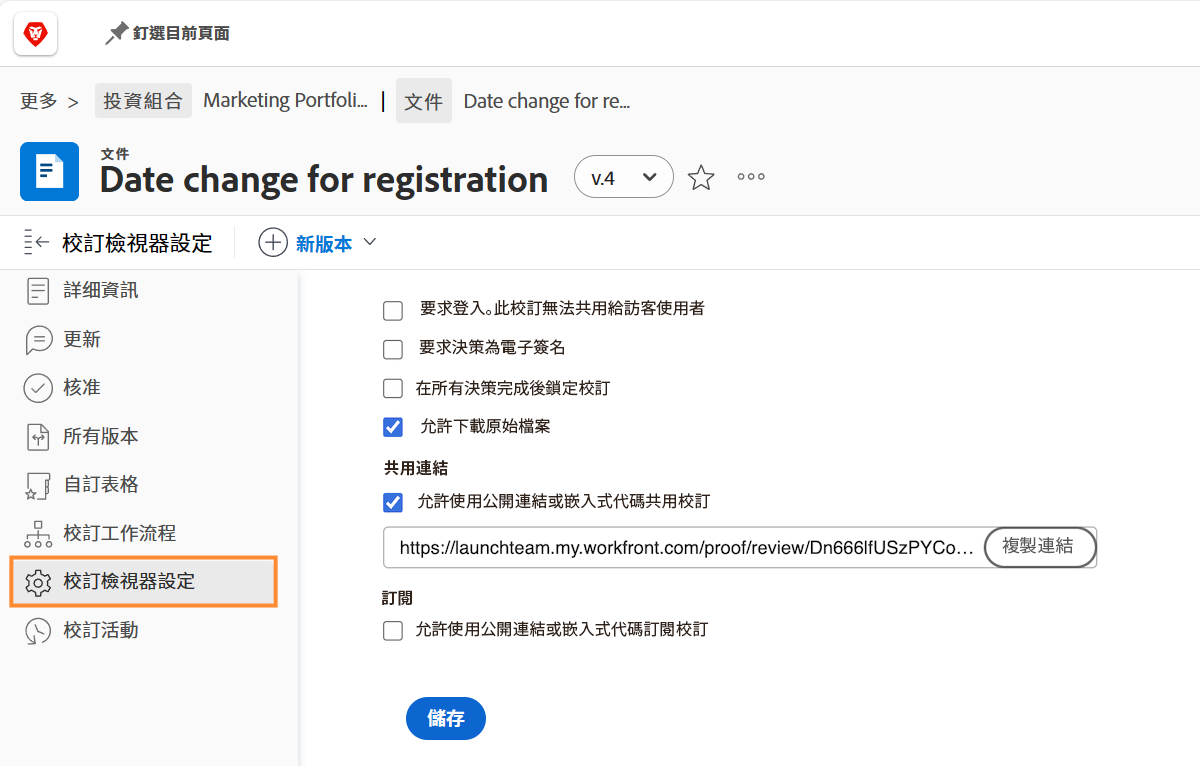 釘選目前頁面
更多 > 投資組合 Marketing Portfoli... | 文件 Date change for re...
文件
Date change for registration v.4
校訂檢視器設定 新版本
詳細資訊
更新
核准
所有版本
自訂表格
校訂工作流程
校訂檢視器設定
校訂活動
要求登入。此校訂無法共用給訪客使用者
要求決策為電子簽名
在所有決策完成後鎖定校訂
允許下載原始檔案
共用連結
允許使用公開連結或嵌入式代碼共用校訂
https://launchteam.my.workfront.com/proof/review/Dn666lfUSzPYCo... 複製連結
訂閱
允許使用公開連結或嵌入式代碼訂閱校訂
儲存